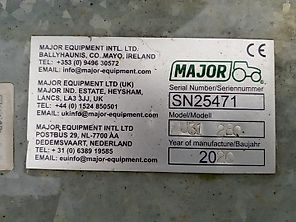 MAJOR EQUIPMENT INTL. LTD.
BALLYHAUNIS, CO.MAYO, IRELAND
TEL: +353 (0) 9496 30572
EMAIL: info@major-equipment.com
MAJOR EQUIPMENT LTD (UK)
MAJOR IND. ESTATE, HEYSHAM,
LANCS, LA3 3JJ, UK
TEL: +44 (0) 1524 850501
EMAIL: ukinfo@major-equipment.com
MAJOR EQUIPMENT INTL LTD
POSTBUS 29, NL-7700 AA
DEDEMSVAART, NEDERLAND
TEL: + 31 (0) 6389 19585
EMAIL: euinfo@major-equipment.com
CE
MAJOR
Serial Number/Seriennummer
SN25471
Model/Modell
Year of manufacture/Baujahr
2020